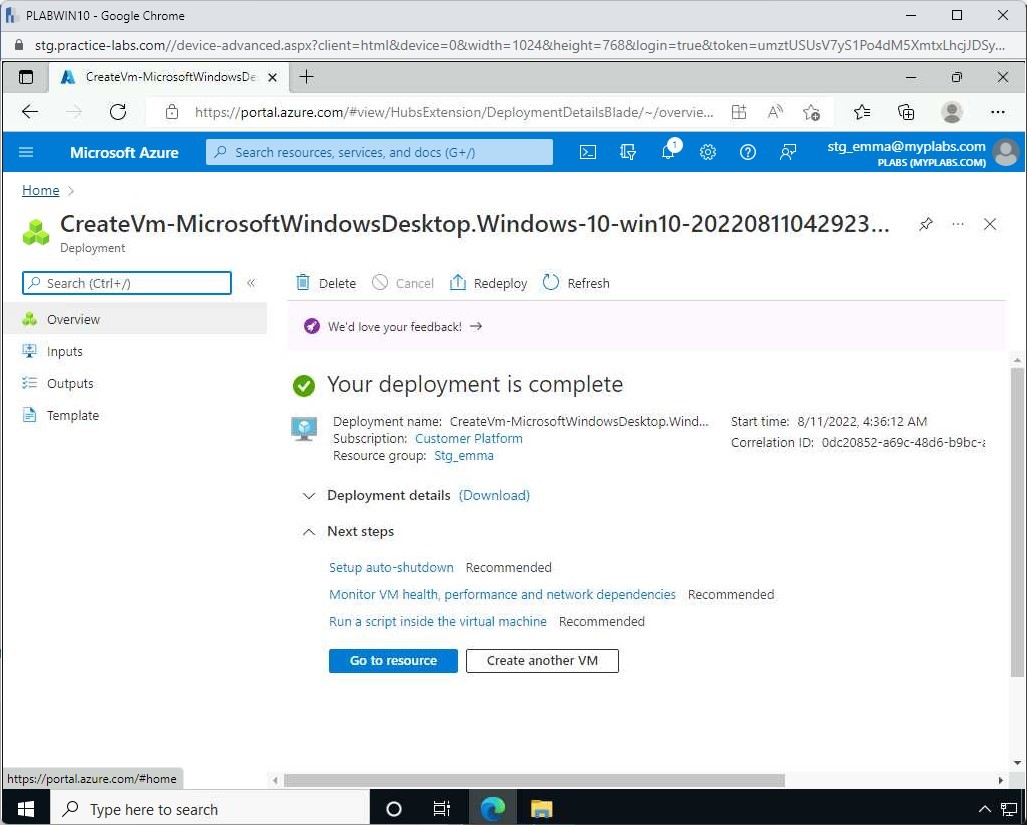 PLABWIN10 - Google Chrome
stg.practice-labs.com//device-advanced.aspx?client=html&device=0&width=1024&height=768&login=true&token=umztUSUsV7yS1Po4dM5XmtxLhcjJDSy...
CreateVm-MicrosoftWindowsDe
https://portal.azure.com/#view/HubsExtension/DeploymentDetailsBlade/~/overvie...
Microsoft Azure
Search resources, services, and docs (G+/)
1
stg_emma@myplabs.com
PLABS (MYPLABS.COM)
Home
CreateVm-MicrosoftWindowsDesktop.Windows-10-win10-20220811042923...
Deployment
Search (Ctrl+/)
Delete
Cancel
Redeploy
Refresh
Overview
Inputs
Outputs
Template
We'd love your feedback!
Your deployment is complete
Deployment name: CreateVm-MicrosoftWindowsDesktop.Wind...
Subscription: Customer Platform
Resource group: Stg_emma
Start time: 8/11/2022, 4:36:12 AM
Correlation ID: 0dc20852-a69c-48d6-b9bc-a
Deployment details (Download)
Next steps
Setup auto-shutdown Recommended
Monitor VM health, performance and network dependencies Recommended
Run a script inside the virtual machine Recommended
Go to resource
Create another VM
https://portal.azure.com/#home
Type here to search